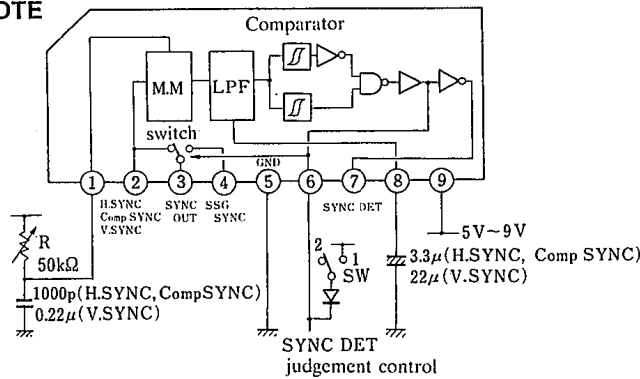 OTE
Comparator
M.M
LPF
switch
GND
1 2 3 4 5 6 7 8 9
H.SYNC
Comp SYNC
V.SYNC
SYNC
OUT
SSG
SYNC
SYNC DET
R
50kΩ
1000p(H.SYNC, CompSYNC)
0.22μ(V.SYNC)
2
1
SW
5V~9V
3.3μ(H.SYNC, Comp SYNC)
22μ(V.SYNC)
SYNC DET
judgement control